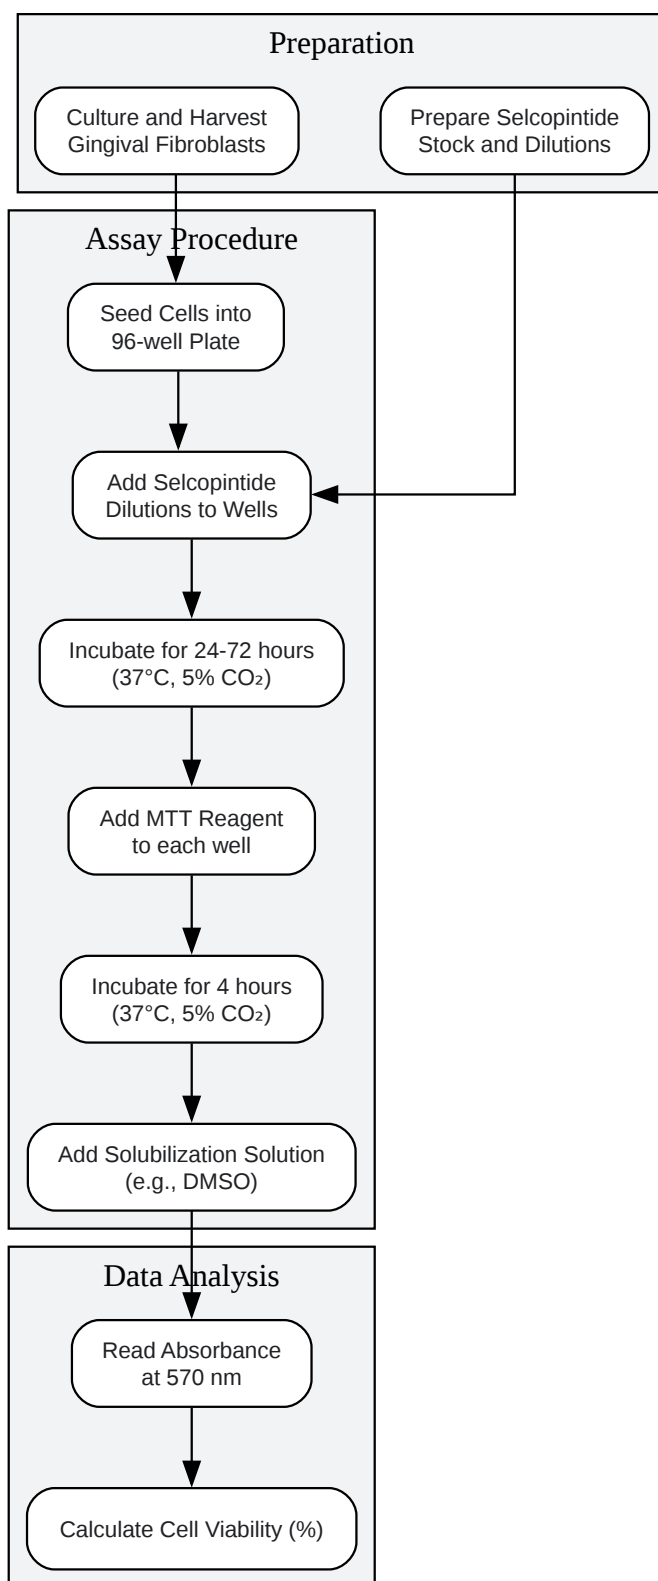 Preparation
Culture and Harvest
Gingival Fibroblasts
Prepare Selcopintide
Stock and Dilutions
Assay Procedure
Seed Cells into
96-well Plate
Add Selcopintide
Dilutions to Wells
Incubate for 24-72 hours
(37°C, 5% CO₂)
Add MTT Reagent
to each well
Incubate for 4 hours
(37°C, 5% CO₂)
Add Solubilization Solution
(e.g., DMSO)
Data Analysis
Read Absorbance
at 570 nm
Calculate Cell Viability (%)